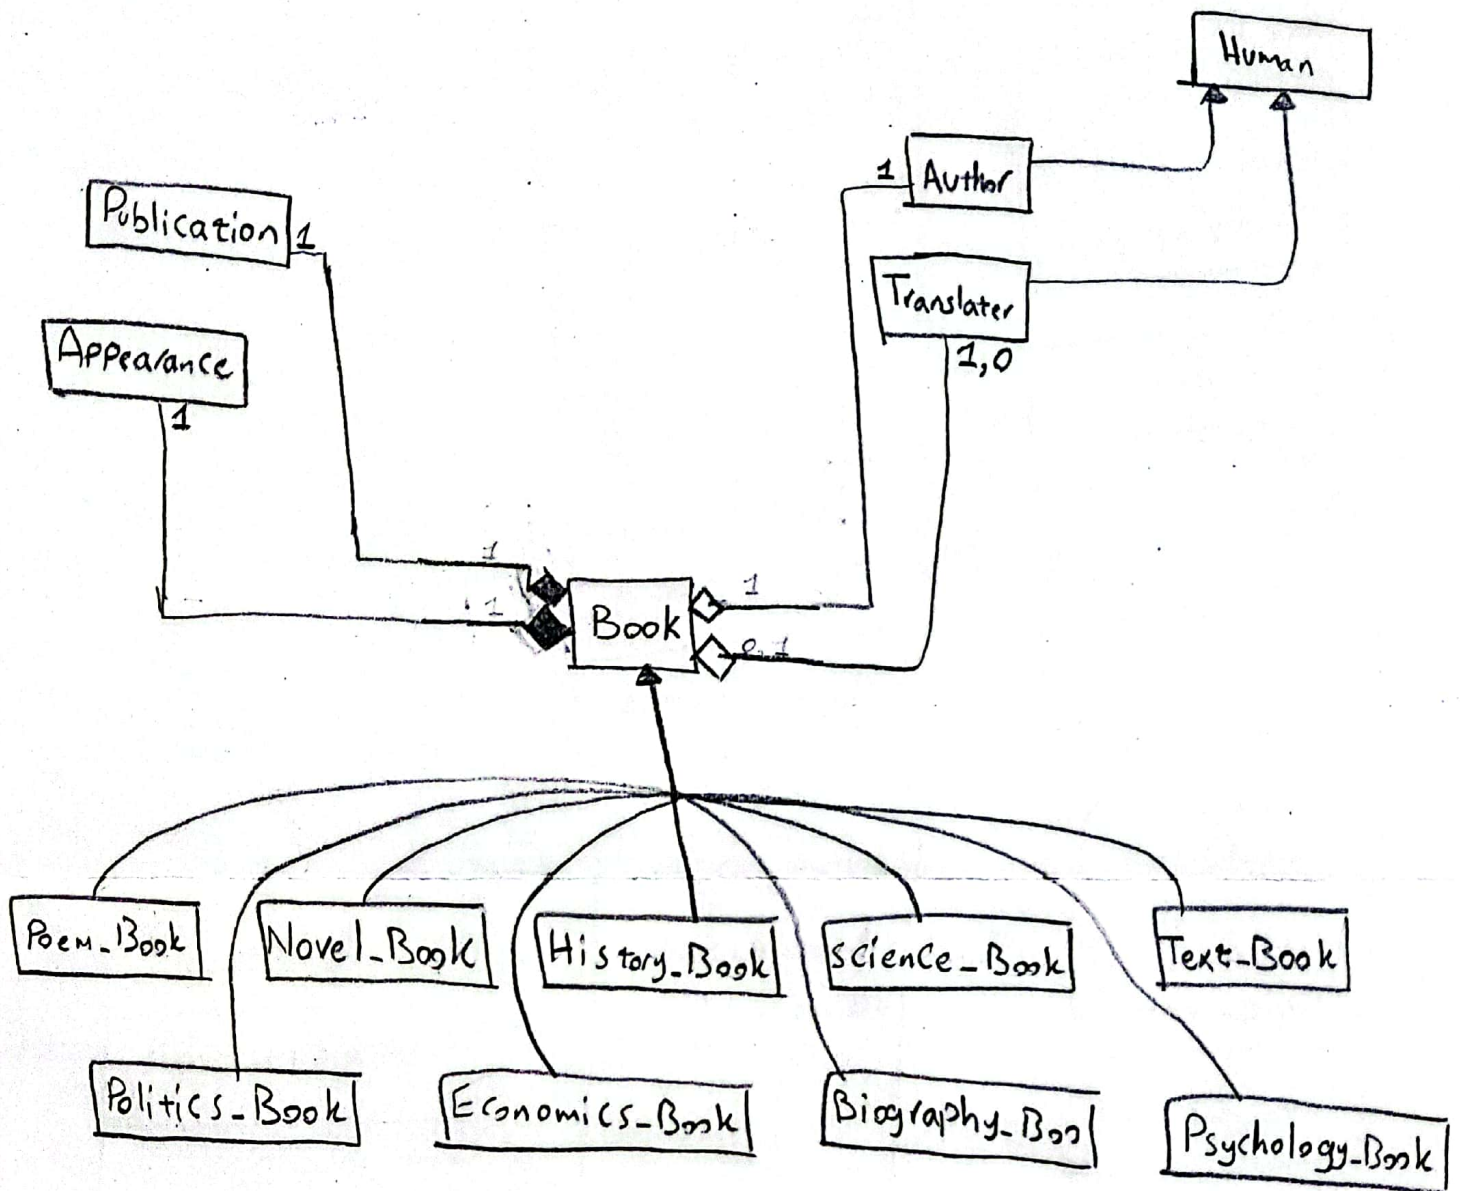 Human
Author
1
Publication
1
Translater
1,0
Appearance
1
1
1
Book
1
0,1
Poem_Book
Novel_Book
History_Book
science_Book
Text_Book
Politics_Book
Economics_Book
Biography_Boo
Psychology_Book